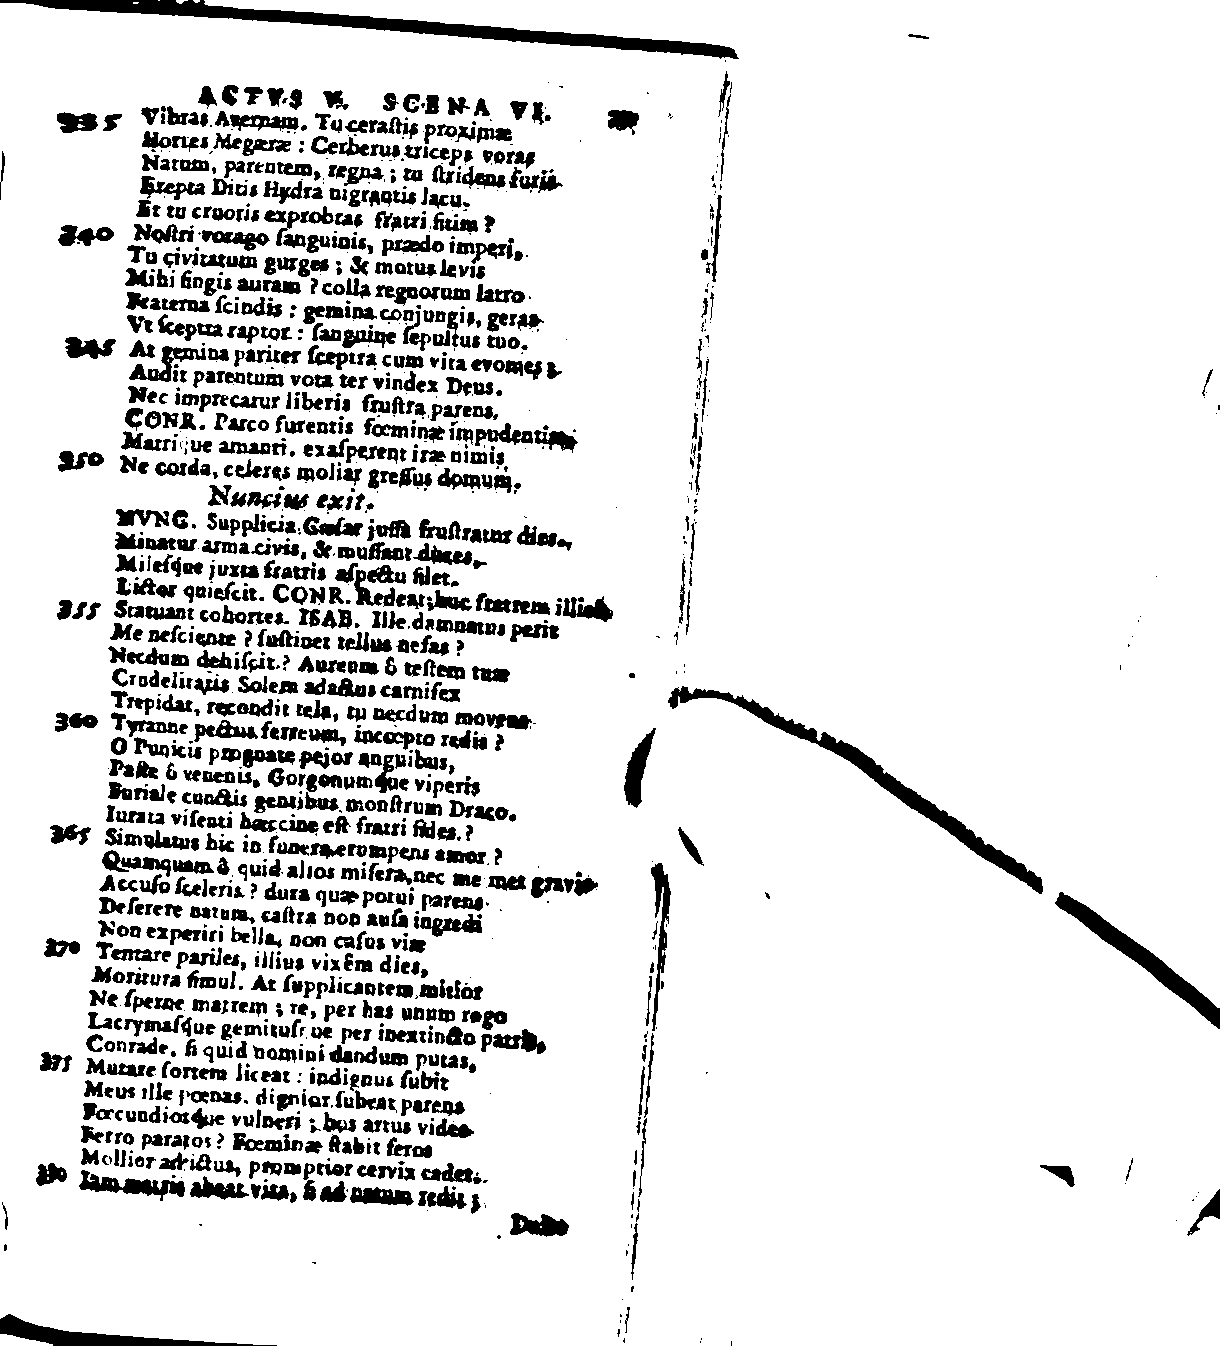 ACTVS V. SCENA VI.
335 Vibras Avernam. Tu ceraſtis proximæ
Mortes Megæræ : Cerberus triceps voras
Natum, parentem, regna ; tu ſtridens furiâ
Erepta Ditis Hydra nigrantis lacu.
Et tu cruoris exprobras fratri ſitim ?
340 Noſtri vorago ſanguinis, prædo imperi,
Tu civitatum gurges ; & motus levis
Mihi fingis auram ? colla regnorum latro
Fraterna ſcindis : gemina conjungis, geras
Vt ſceptra raptor : ſanguine ſepultus tuo.
345 At gemina pariter ſceptra cum vita evomes :
Audit parentum vota ter vindex Deus.
Nec imprecatur liberis fruſtra parens.
CONR. Parco furentis fœminæ impudentiæ
Matrique amanti. exaſperent iræ nimis
350 Ne corda, celeres moliar greſſus domum.
Nuncius exit.
NVNC. Supplicia Cæſar juſſa fruſtratur dies.,
Minatur arma civis, & muſſant duces,
Mileſque juxta fratris aſpectu ſilet.
Lictor quieſcit. CONR. Redeat; huc fratrem illico
355 Statuant cohortes. ISAB. Ille damnatus perit
Me neſciente ? ſuſtinet tellus nefas ?
Necdum dehiſcit ? Aureum ô teſtem tuæ
Crudelitatis Solem adactus carnifex
Trepidat, recondit tela, tu necdum movens
360 Tyranne pectus ferreum, incœpto redis ?
O Punicis prognate pejor anguibus,
Paſte ô venenis, Gorgonumque viperis
Furiale cunctis gentibus monſtrum Draco.
Iurata viſenti hæccine eſt fratri fides ?
365 Simulatus hic in funera erumpens amor ?
Quamquam ô quid alios miſera, nec me met gravis
Accuſo ſceleris ? dura quæ potui parens
Deſerere natum, caſtra non auſa ingredi
Non experiri bella, non caſus viæ
370 Tentare pariles, illius vixêm dies,
Moritura ſimul. At ſupplicantem mitior
Ne ſperne matrem ; te, per has unum rogo
Lacrymaſque gemituſque per inextincto patris,
Conrade, ſi quid nomini dandum putas,
375 Mutare ſortem liceat : indignus ſubit
Meus ille pœnas. dignior ſubeat parens
Fœcundiorque vulneri ; hos artus vides
Ferro paratos ? Fœminæ ſtabit feros
Mollior ad ictus, promptior cervix cadet.
380 Iam matris abeat vita, ſi ad natum redit ;